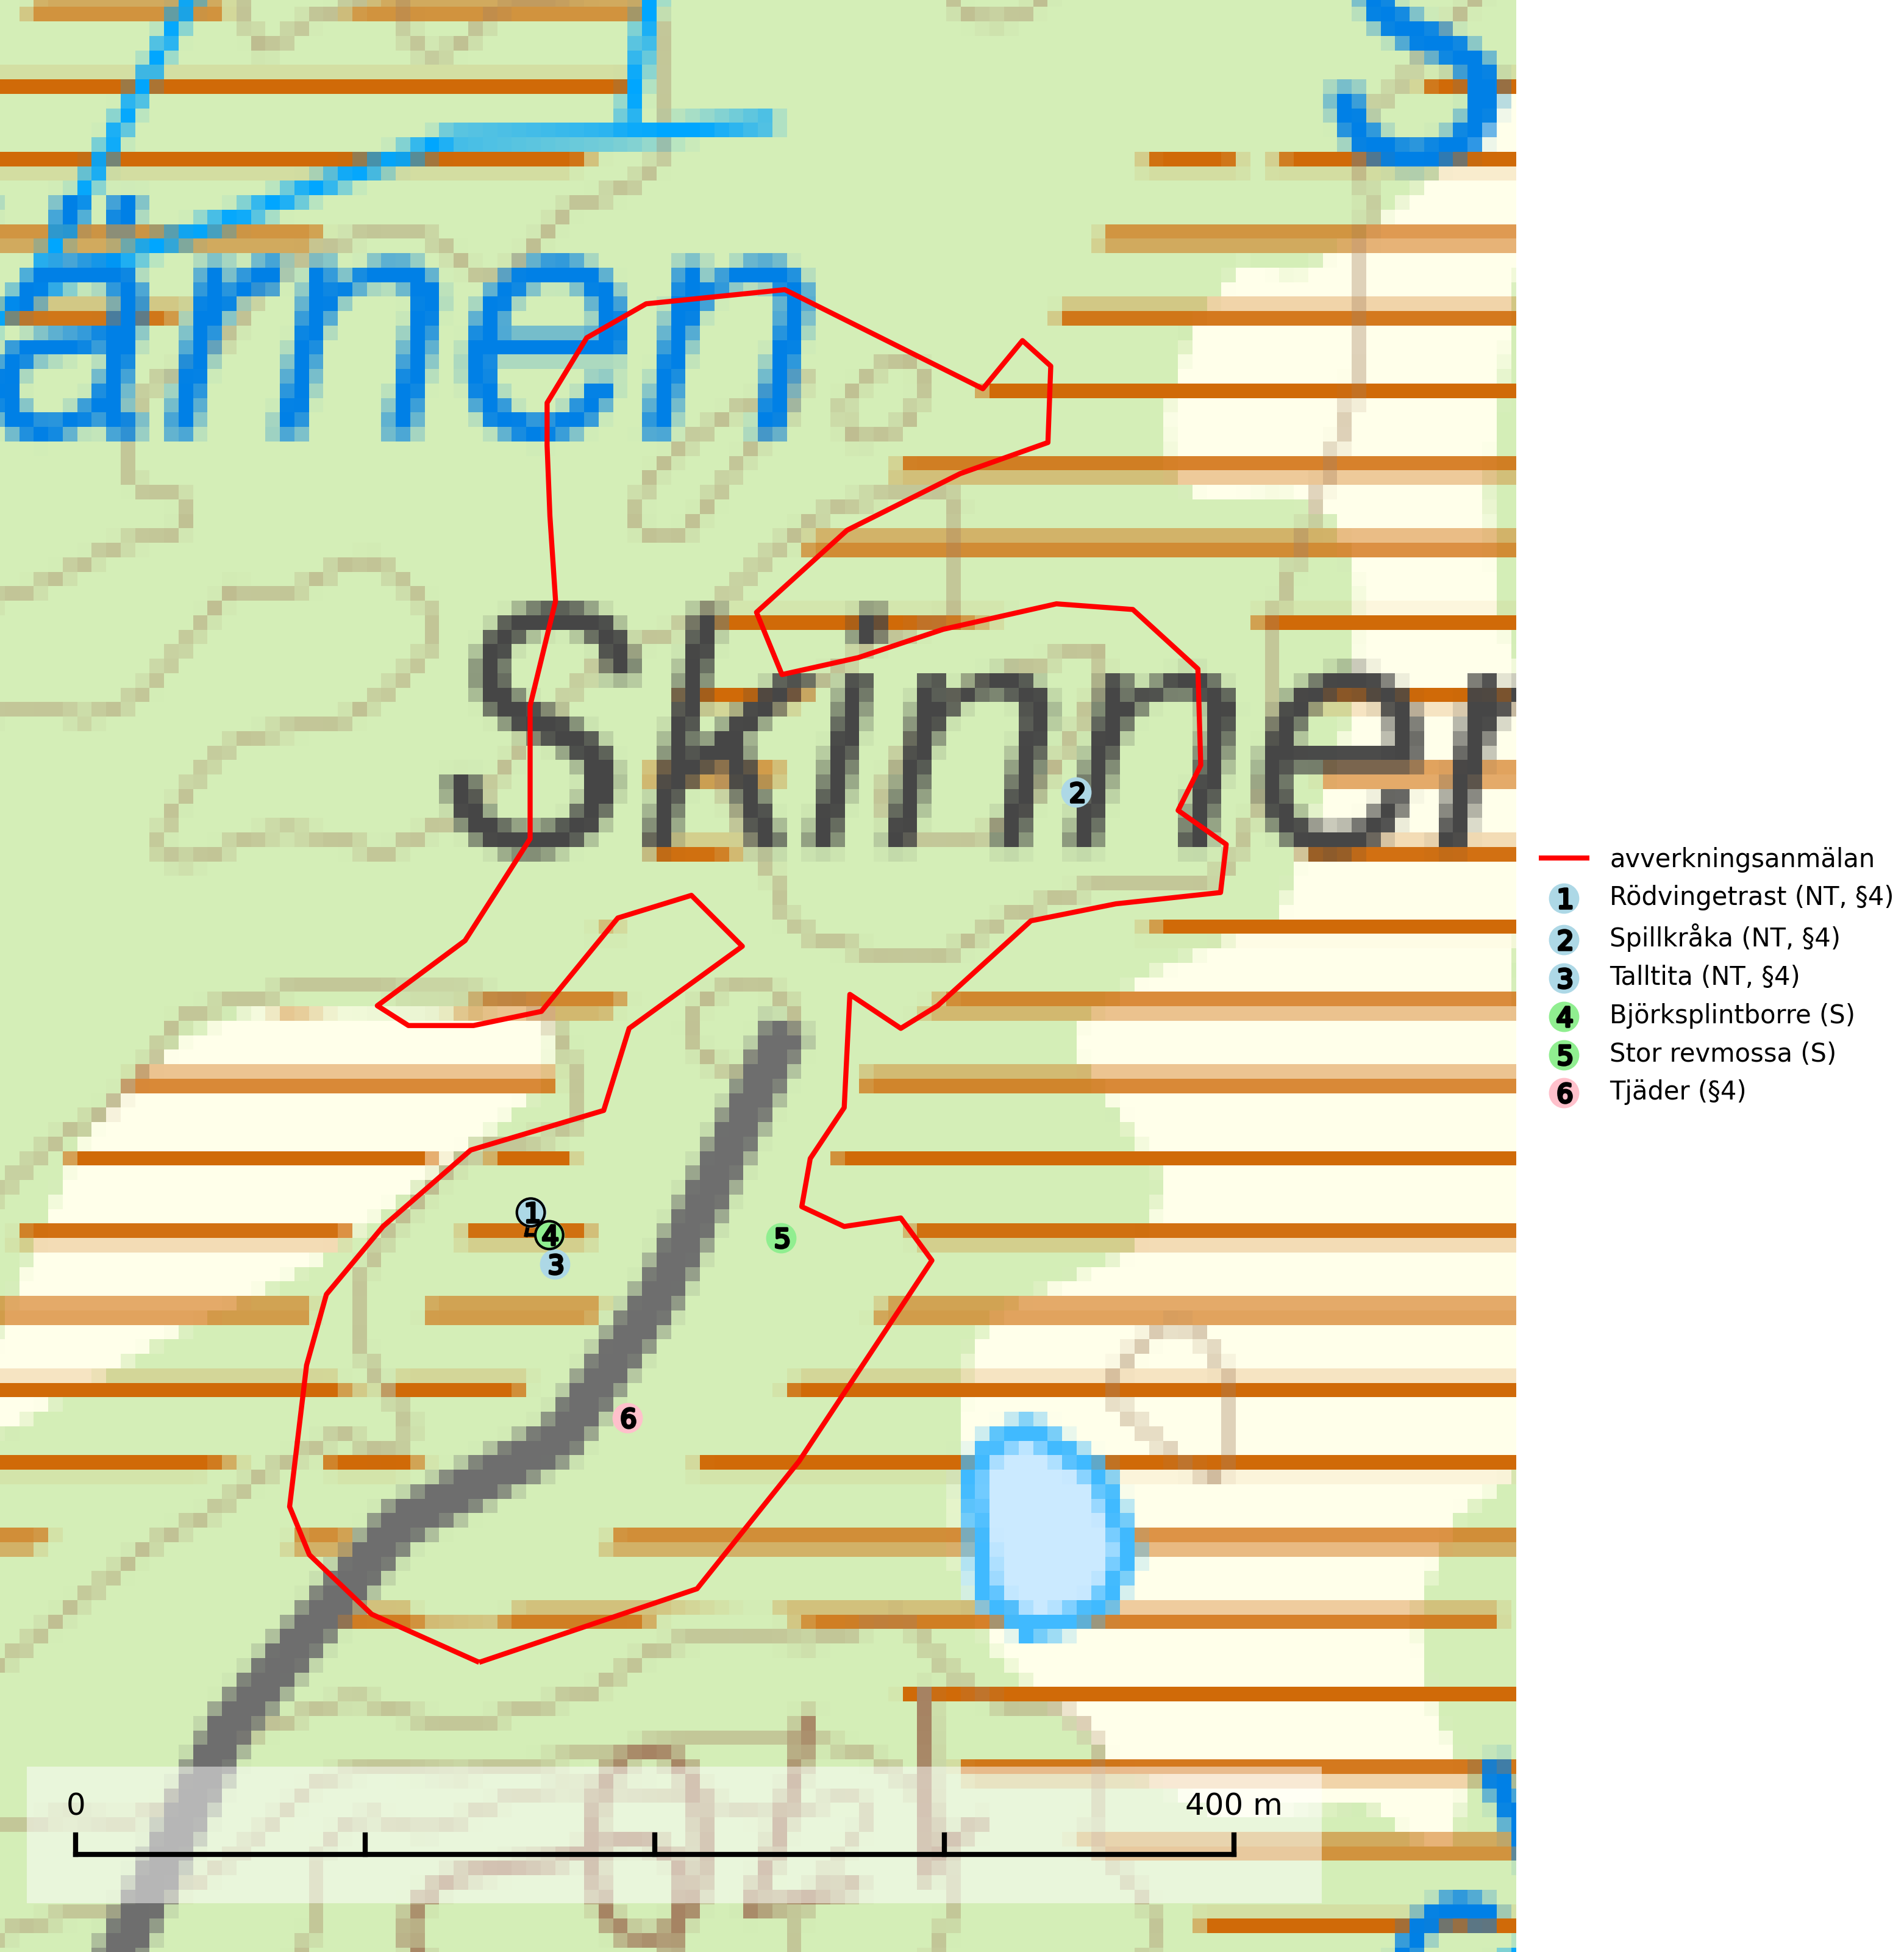 årnen
Skinner
2
1
4
3
5
6
0
400 m
avverkningsanmälan
1 Rödvingetrast (NT, §4)
2 Spillkråka (NT, §4)
3 Talltita (NT, §4)
4 Björksplintborre (S)
5 Stor revmossa (S)
6 Tjäder (§4)